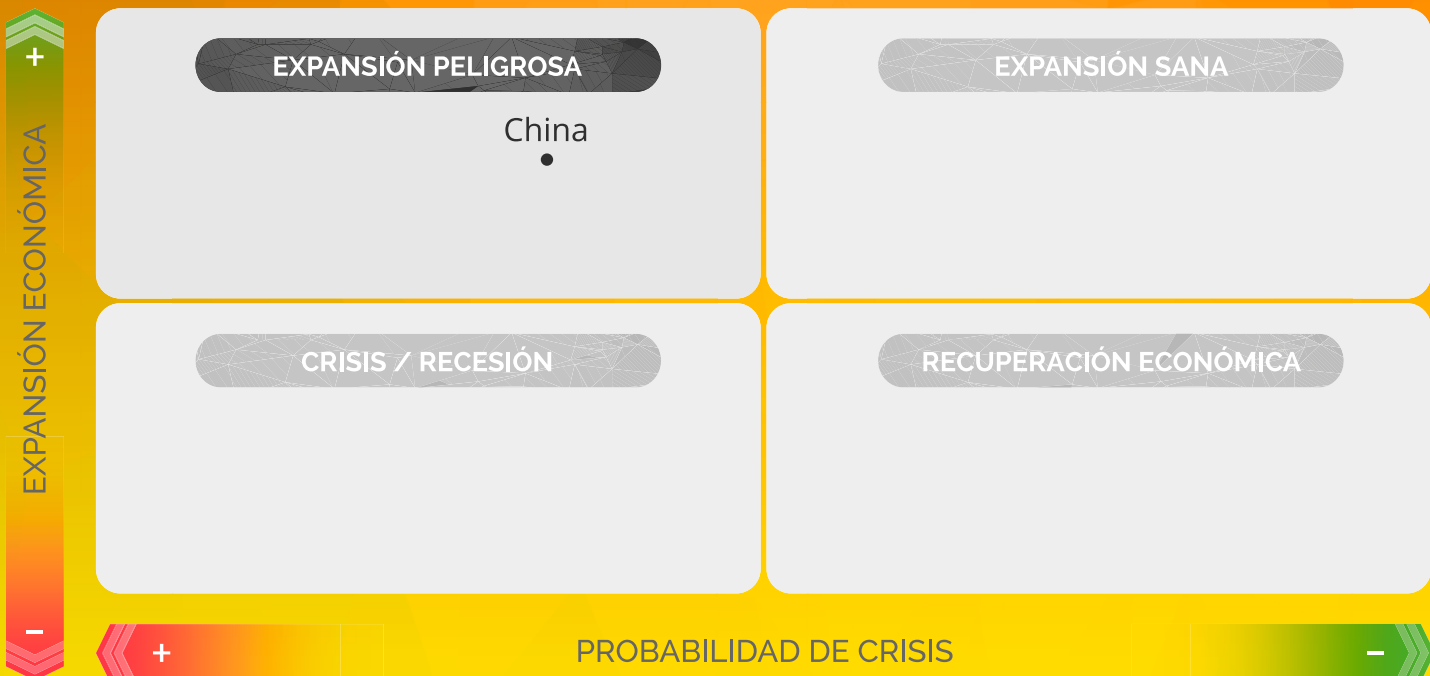 +
EXPANSIÓN ECONÓMICA
−
EXPANSIÓN PELIGROSA
China
EXPANSIÓN SANA
CRISIS / RECESIÓN
RECUPERACIÓN ECONÓMICA
+
PROBABILIDAD DE CRISIS
−